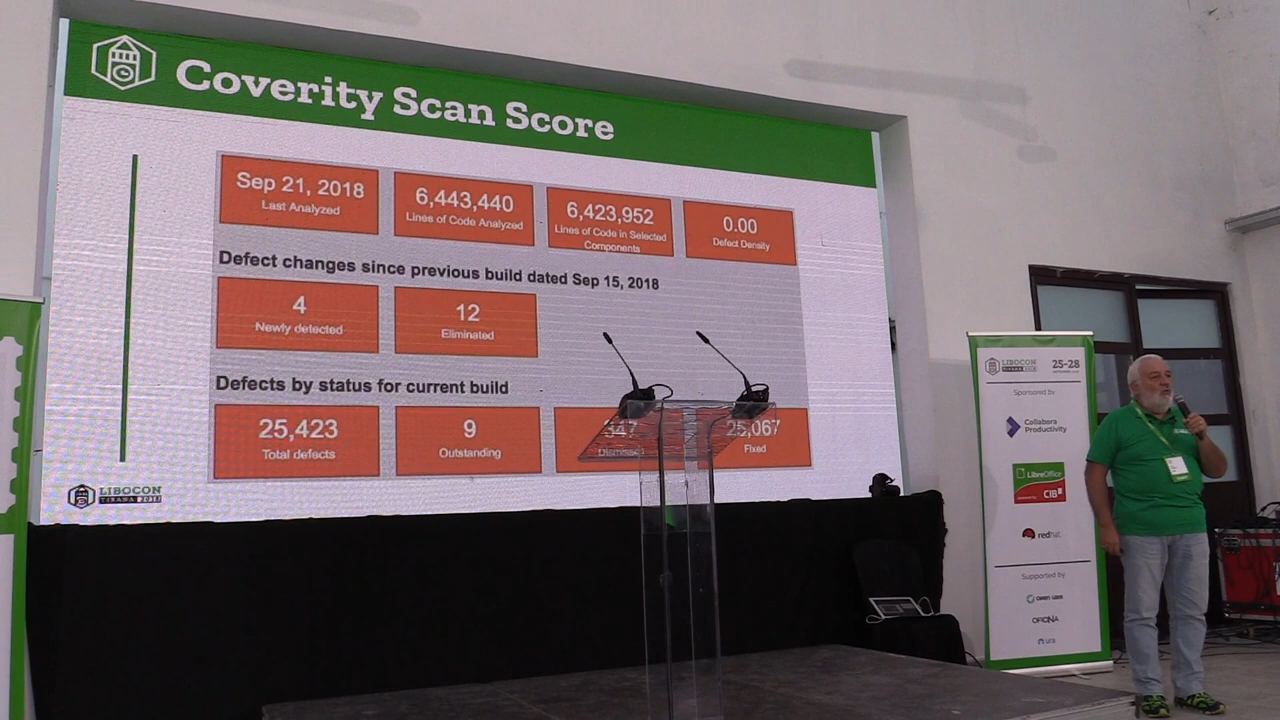 Coverity Scan Score
Sep 21, 2018
Last Analyzed
6,443,440
Lines of Code Analyzed
6,423,952
Lines of Code in Selected
Components
0.00
Defect Density
Defect changes since previous build dated Sep 15, 2018
4
Newly detected
12
Eliminated
Defects by status for current build
25,423
Total defects
9
Outstanding
347
25,067
Fixed
LIBOCON
TIRANA 2018
LIBOCON
25-28
Sponsored by
Collabora
Productivity
LibreOffice
CIB
redhat
Supported by